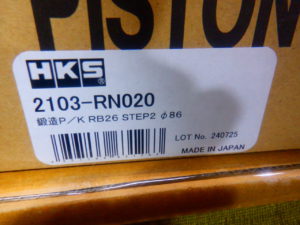 PISTON
HKS
2103-RN020
鍛造P/K RB26 STEP2 φ86
LOT No. 240725
MADE IN JAPAN